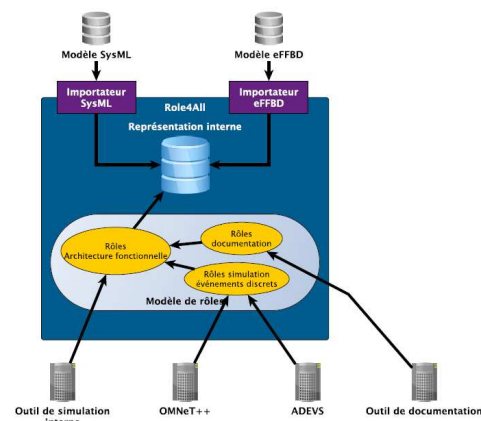 Modèle SysML
Modèle eFFBD
Importateur
SysML
Importateur
eFFBD
Role4All
Représentation interne
Rôles
Architecture fonctionnelle
Rôles
documentation
Rôles simulation
événements discrets
Modèle de rôles
Outil de simulation
interne
OMNeT++
ADEVS
Outil de documentation